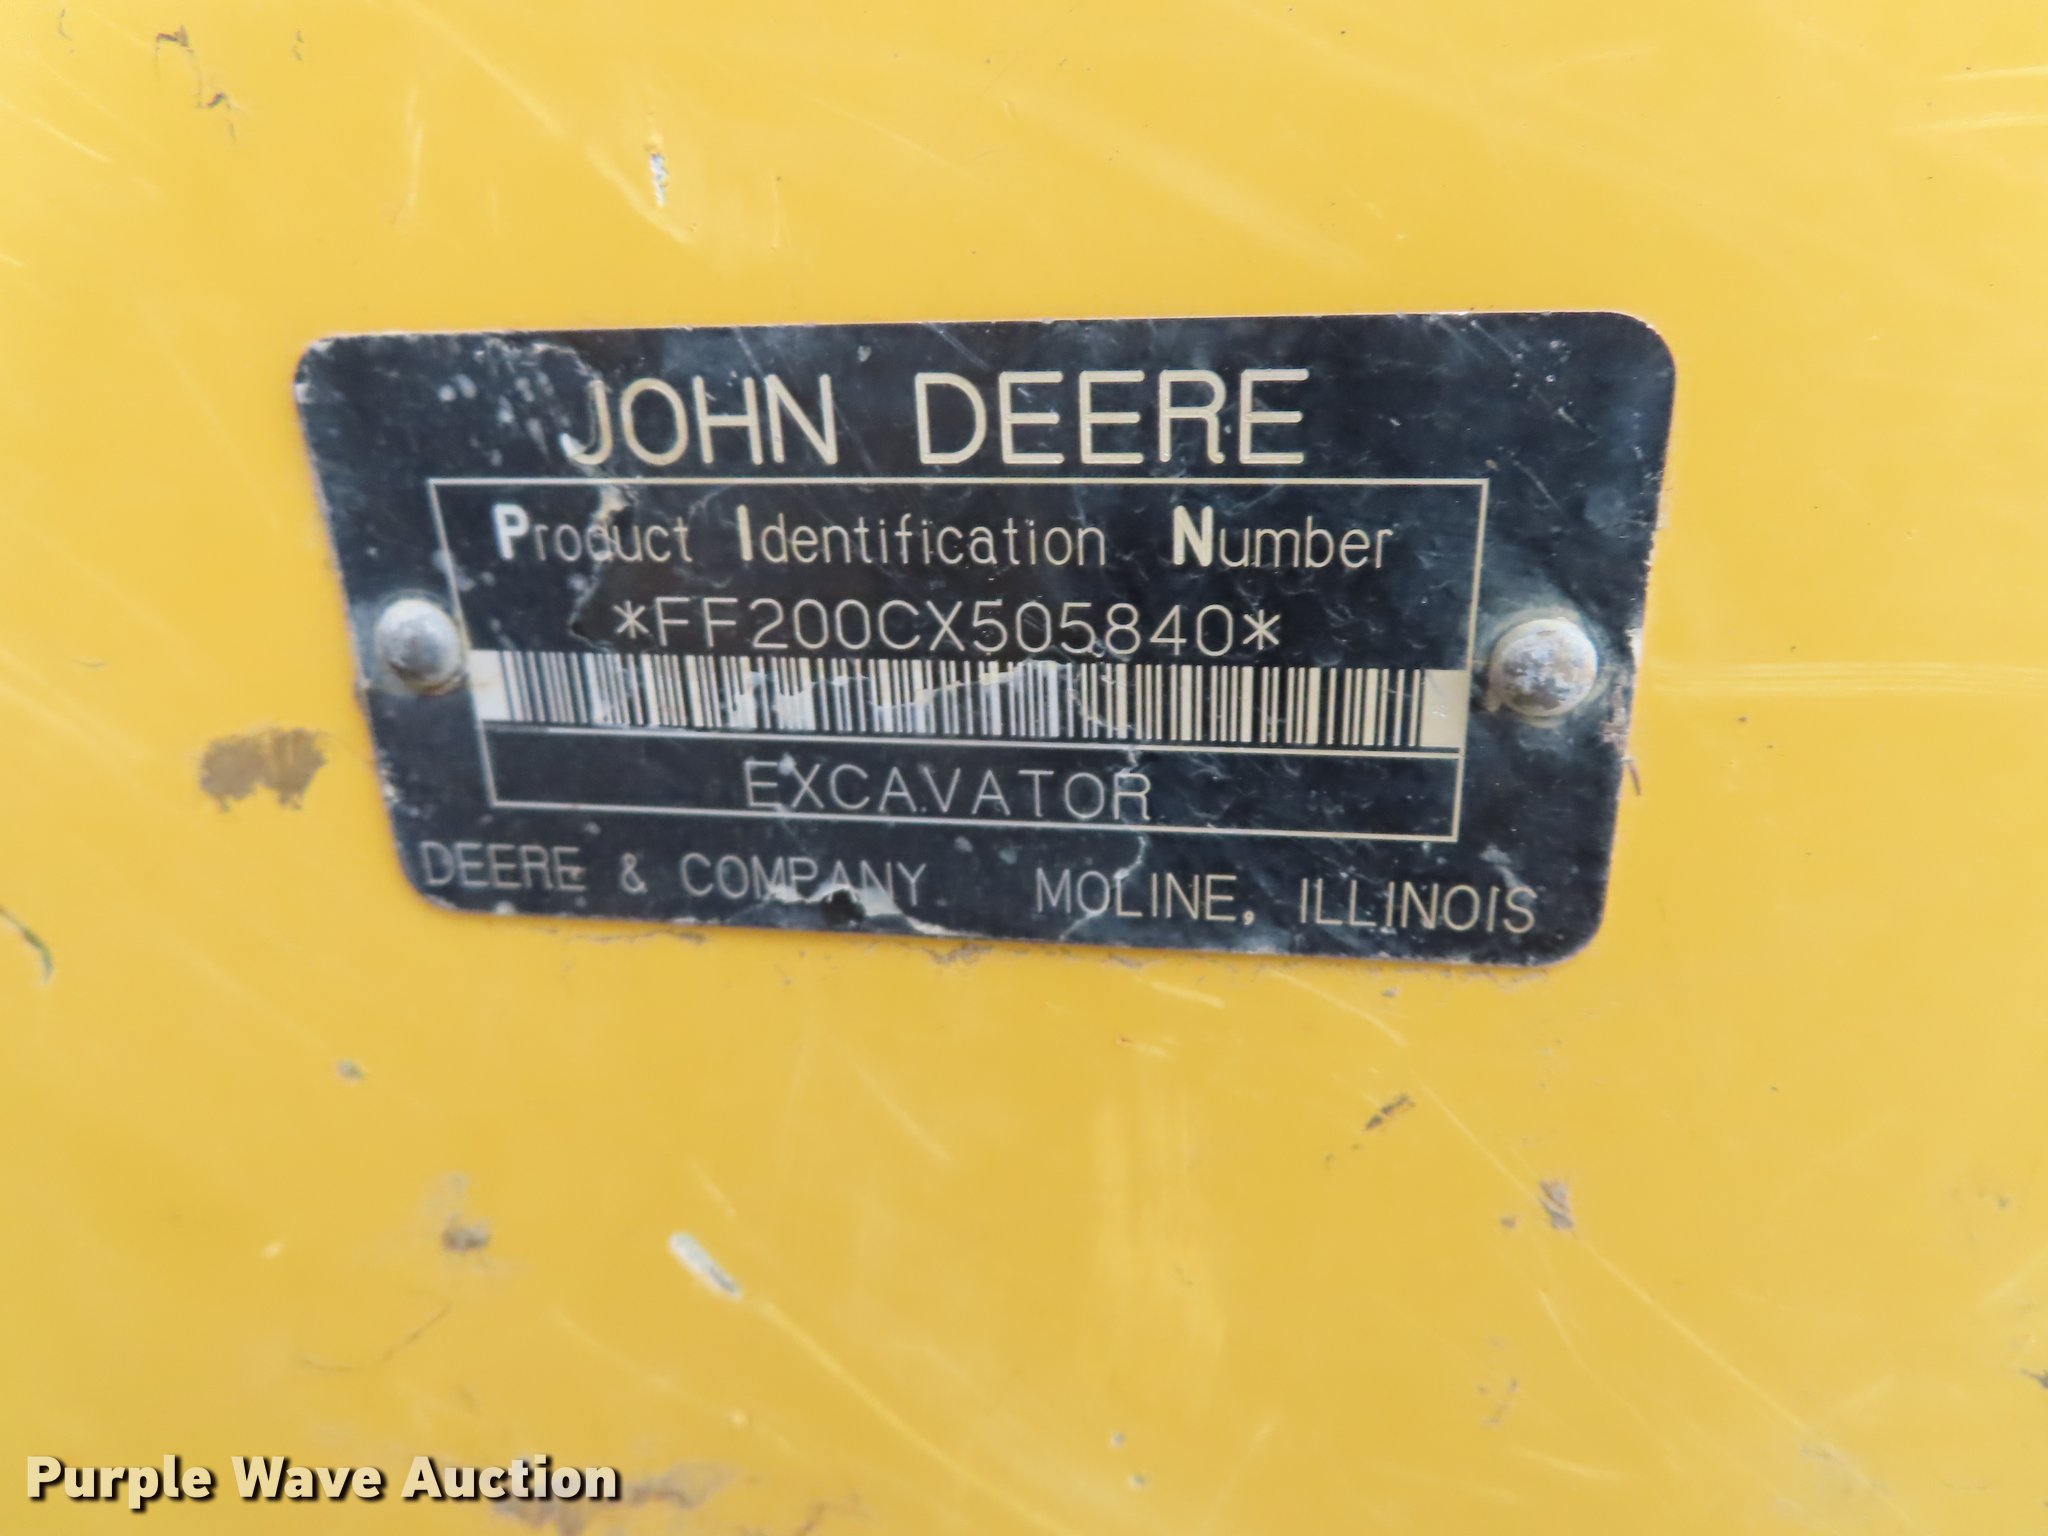 JOHN DEERE
Product Identification Number
*FF200CX505840*
EXCAVATOR
DEERE & COMPANY MOLINE, ILLINOIS
Purple Wave Auction